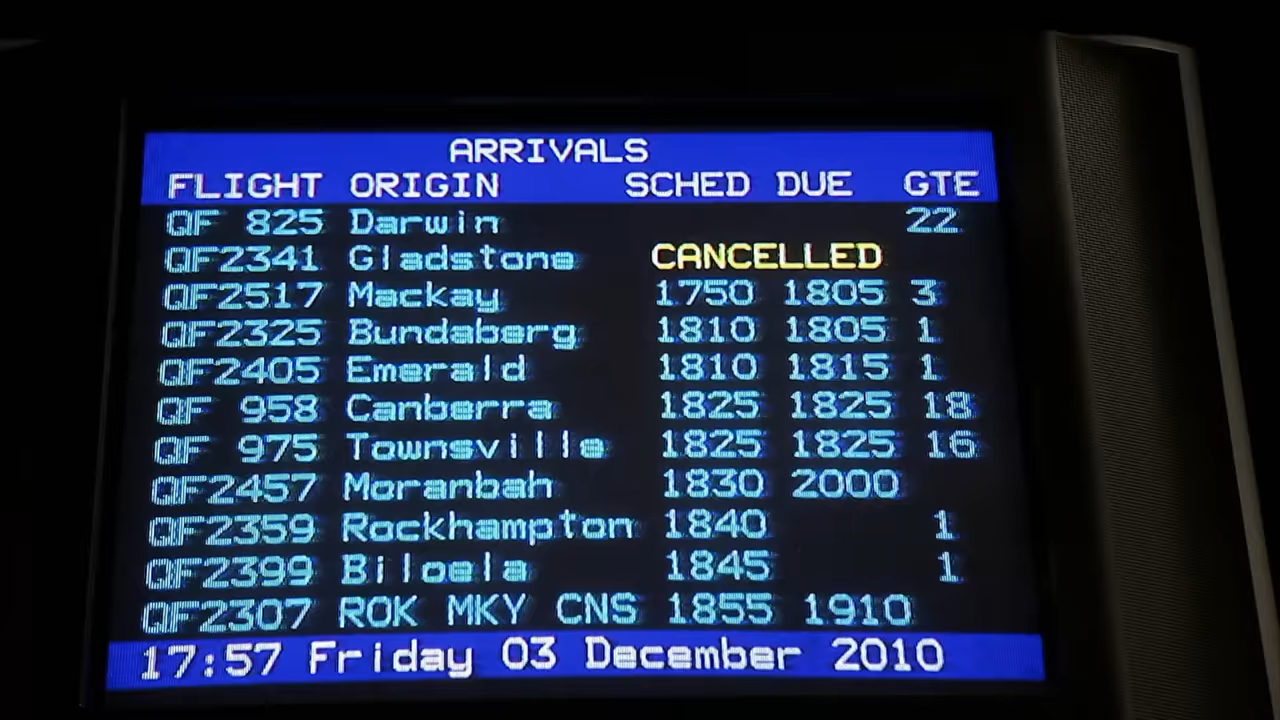 ARRIVALS
FLIGHT ORIGIN SCHED DUE GTE
QF 825 Darwin 22
QF2341 Gladstone CANCELLED
QF2517 Mackay 1750 1805 3
QF2325 Bundaberg 1810 1805 1
QF2405 Emerald 1810 1815 1
QF 958 Canberra 1825 1825 18
QF 975 Townsville 1825 1825 16
QF2457 Moranbah 1830 2000
QF2359 Rockhampton 1840 1
QF2399 Biloela 1845 1
QF2307 ROK MKY CNS 1855 1910
17:57 Friday 03 December 2010